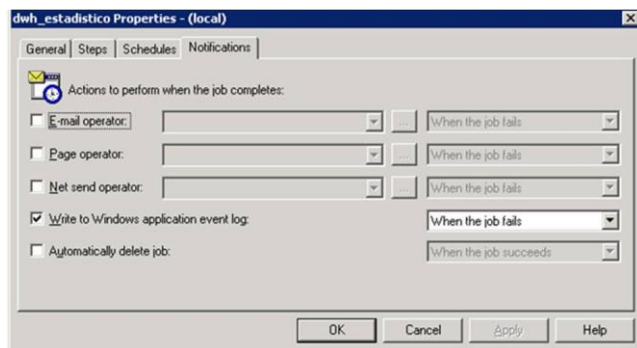 dwh_estadistico Properties - (local)
General Steps Schedules Notifications
Actions to perform when the job completes:
E-mail operator: ... When the job fails
Page operator: ... When the job fails
Net send operator: ... When the job fails
Write to Windows application event log: When the job fails
Automatically delete job: When the job succeeds
OK Cancel Apply Help